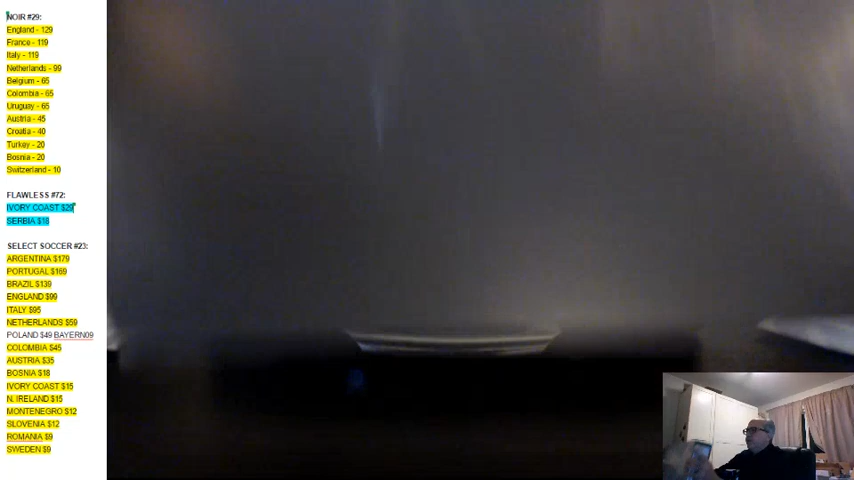 NOIR #29:
England - 129
France - 119
Italy - 119
Netherlands - 99
Belgium - 65
Colombia - 65
Uruguay - 65
Austria - 45
Croatia - 40
Turkey - 20
Bosnia - 20
Switzerland - 10
FLAWLESS #72:
IVORY COAST $29
SERBIA $18
SELECT SOCCER #23:
ARGENTINA $179
PORTUGAL $169
BRAZIL $139
ENGLAND $99
ITALY $95
NETHERLANDS $59
POLAND $49 BAYERN09
COLOMBIA $45
AUSTRIA $35
BOSNIA $18
IVORY COAST $15
N. IRELAND $15
MONTENEGRO $12
SLOVENIA $12
ROMANIA $9
SWEDEN $9